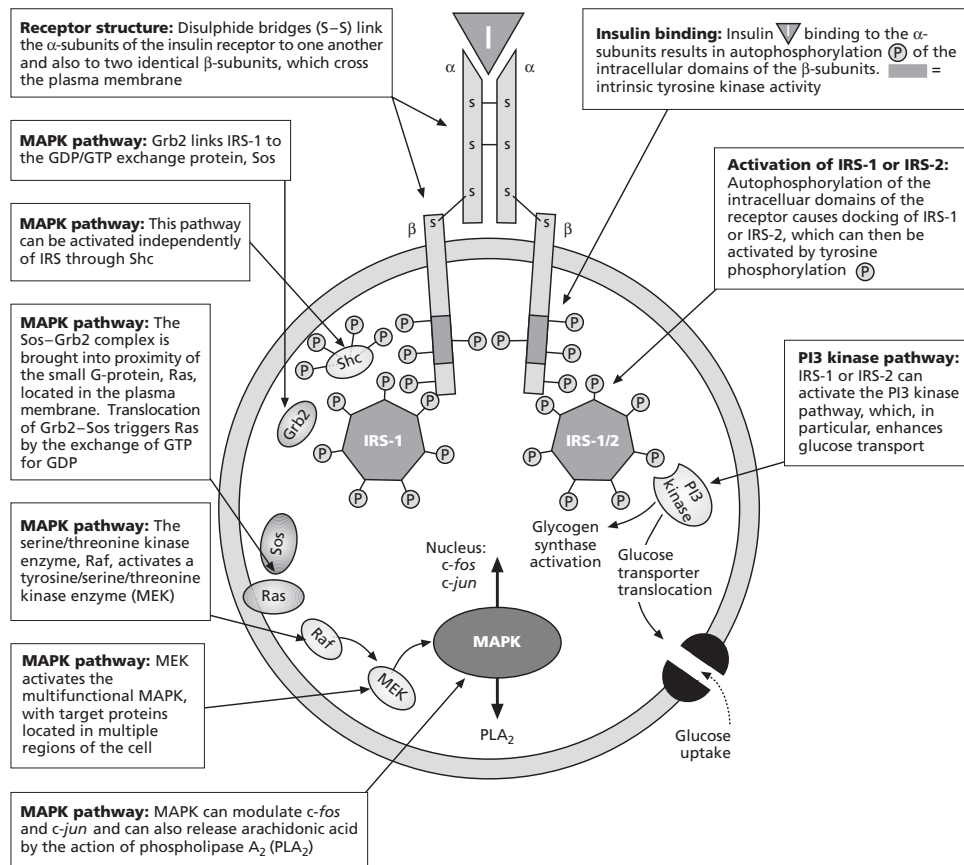 Receptor structure: Disulphide bridges (S–S) link
the α-subunits of the insulin receptor to one another
and also to two identical β-subunits, which cross
the plasma membrane
MAPK pathway: Grb2 links IRS-1 to
the GDP/GTP exchange protein, Sos
MAPK pathway: This pathway
can be activated independently
of IRS through Shc
MAPK pathway: The
Sos–Grb2 complex is
brought into proximity of
the small G-protein, Ras,
located in the plasma
membrane. Translocation
of Grb2–Sos triggers Ras
by the exchange of GTP
for GDP
MAPK pathway: The
serine/threonine kinase
enzyme, Raf, activates a
tyrosine/serine/threonine
kinase enzyme (MEK)
MAPK pathway: MEK
activates the
multifunctional MAPK,
with target proteins
located in multiple
regions of the cell
MAPK pathway: MAPK can modulate c-fos
and c-jun and can also release arachidonic acid
by the action of phospholipase A2 (PLA2)
I
α
α
S
S
S
S
S
S
β
S
S
β
Insulin binding: Insulin I binding to the α-
subunits results in autophosphorylation P of
the intracellular domains of the β-subunits. =
intrinsic tyrosine kinase activity
Activation of IRS-1 or IRS-2:
Autophosphorylation of the
intracelluar domains of the
receptor causes docking of IRS-1
or IRS-2, which can then be
activated by tyrosine
phosphorylation P
PI3 kinase pathway:
IRS-1 or IRS-2 can
activate the PI3 kinase
pathway, which, in
particular, enhances
glucose transport
P
P
P
P
Shc
P
P
P
P
P
P
P
P
Grb2
P
P
P
P
P
P
P
IRS-1
P
P
P
P
P
P
P
IRS-1/2
PI3
kinase
Glycogen
synthase
activation
Glucose
transporter
translocation
Sos
Ras
Raf
MEK
Nucleus:
c-fos
c-jun
MAPK
PLA2
Glucose
uptake